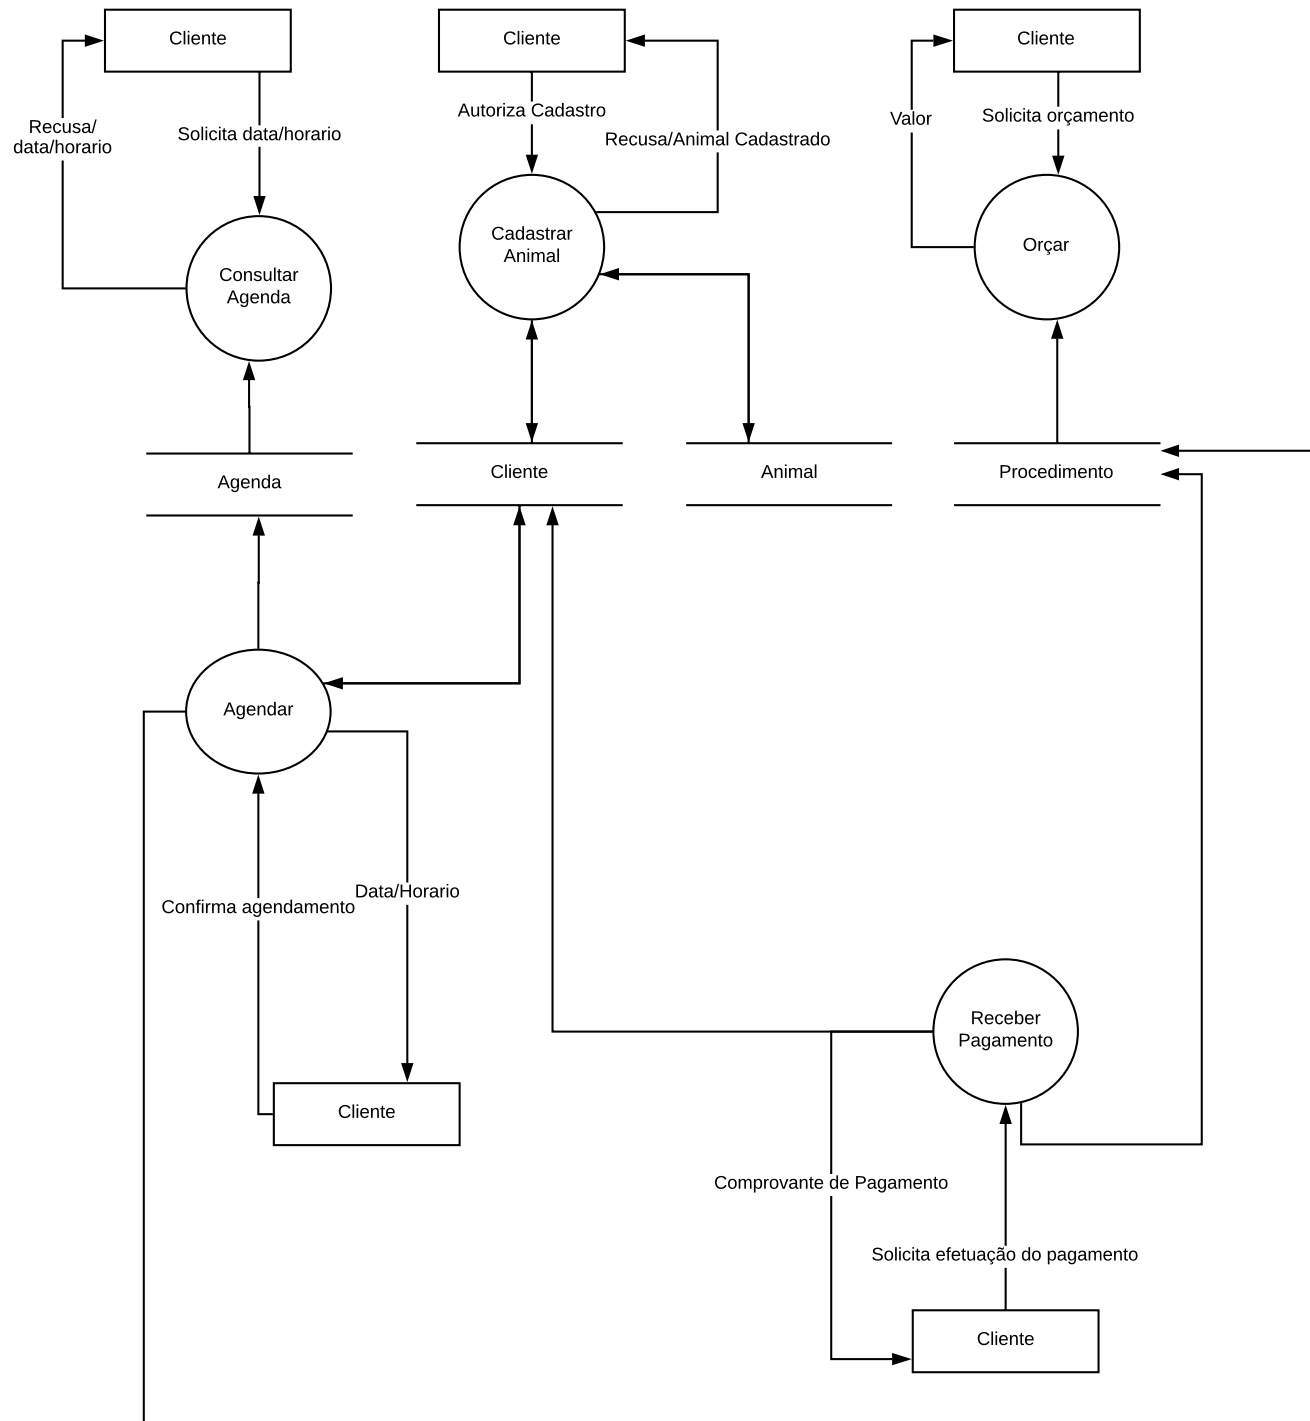 Cliente
Cliente
Cliente
Recusa/
data/horario
Solicita data/horario
Autoriza Cadastro
Recusa/Animal Cadastrado
Valor
Solicita orçamento
Consultar
Agenda
Cadastrar
Animal
Orçar
Agenda
Cliente
Animal
Procedimento
Agendar
Confirma agendamento
Data/Horario
Cliente
Receber
Pagamento
Comprovante de Pagamento
Solicita efetuação do pagamento
Cliente